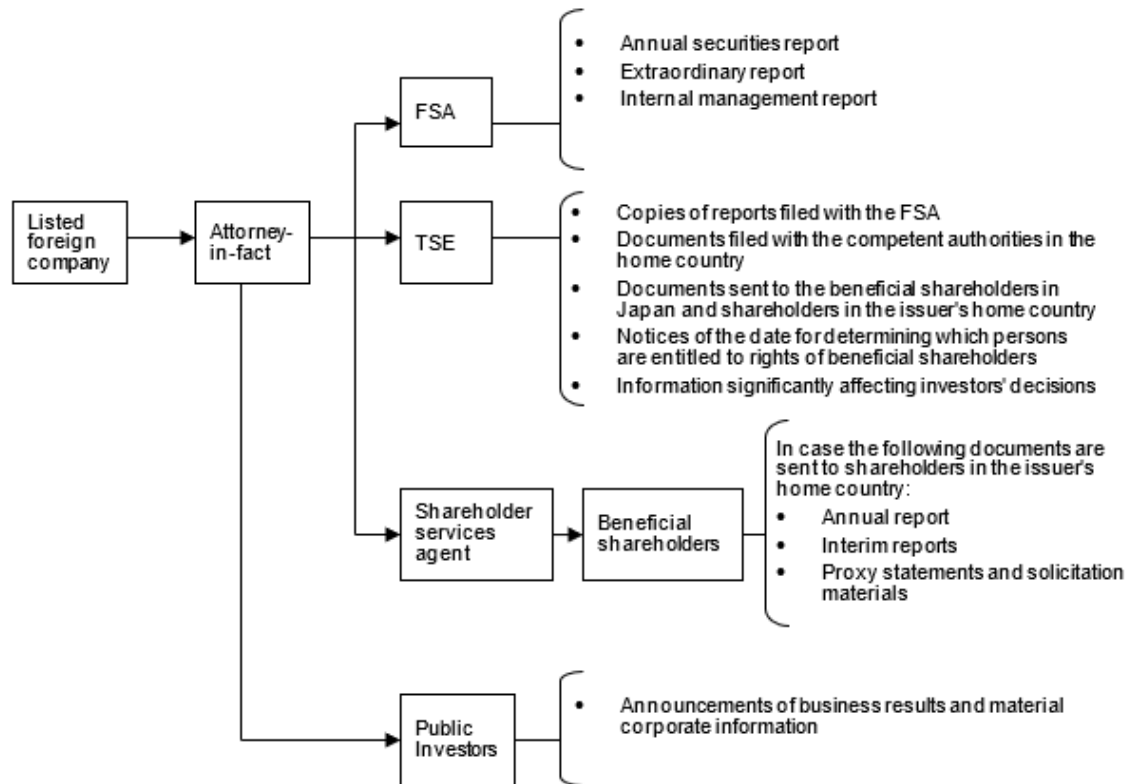 • Annual securities report
• Extraordinary report
• Internal management report
FSA
Listed
foreign
company
Attorney-
in-fact
TSE
• Copies of reports filed with the FSA
• Documents filed with the competent authorities in the
home country
• Documents sent to the beneficial shareholders in
Japan and shareholders in the issuer's home country
• Notices of the date for determining which persons
are entitled to rights of beneficial shareholders
• Information significantly affecting investors' decisions
Shareholder
services
agent
Beneficial
shareholders
In case the following documents are
sent to shareholders in the issuer's
home country:
• Annual report
• Interim reports
• Proxy statements and solicitation
materials
Public
Investors
• Announcements of business results and material
corporate information